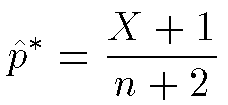 p̂* = (X + 1) / (n + 2)